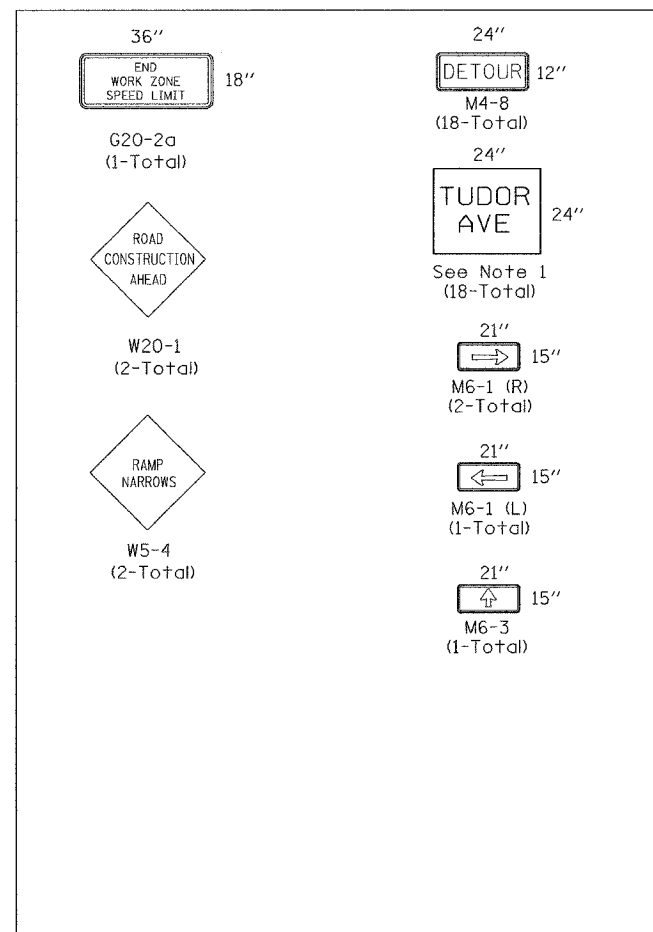 36"
END
WORK ZONE
SPEED LIMIT
18"
G20-2a
(1-Total)
ROAD
CONSTRUCTION
AHEAD
W20-1
(2-Total)
RAMP
NARROWS
W5-4
(2-Total)
24"
DETOUR
12"
M4-8
(18-Total)
24"
TUDOR
AVE
24"
See Note 1
(18-Total)
21"
15"
M6-1 (R)
(2-Total)
21"
15"
M6-1 (L)
(1-Total)
21"
15"
M6-3
(1-Total)